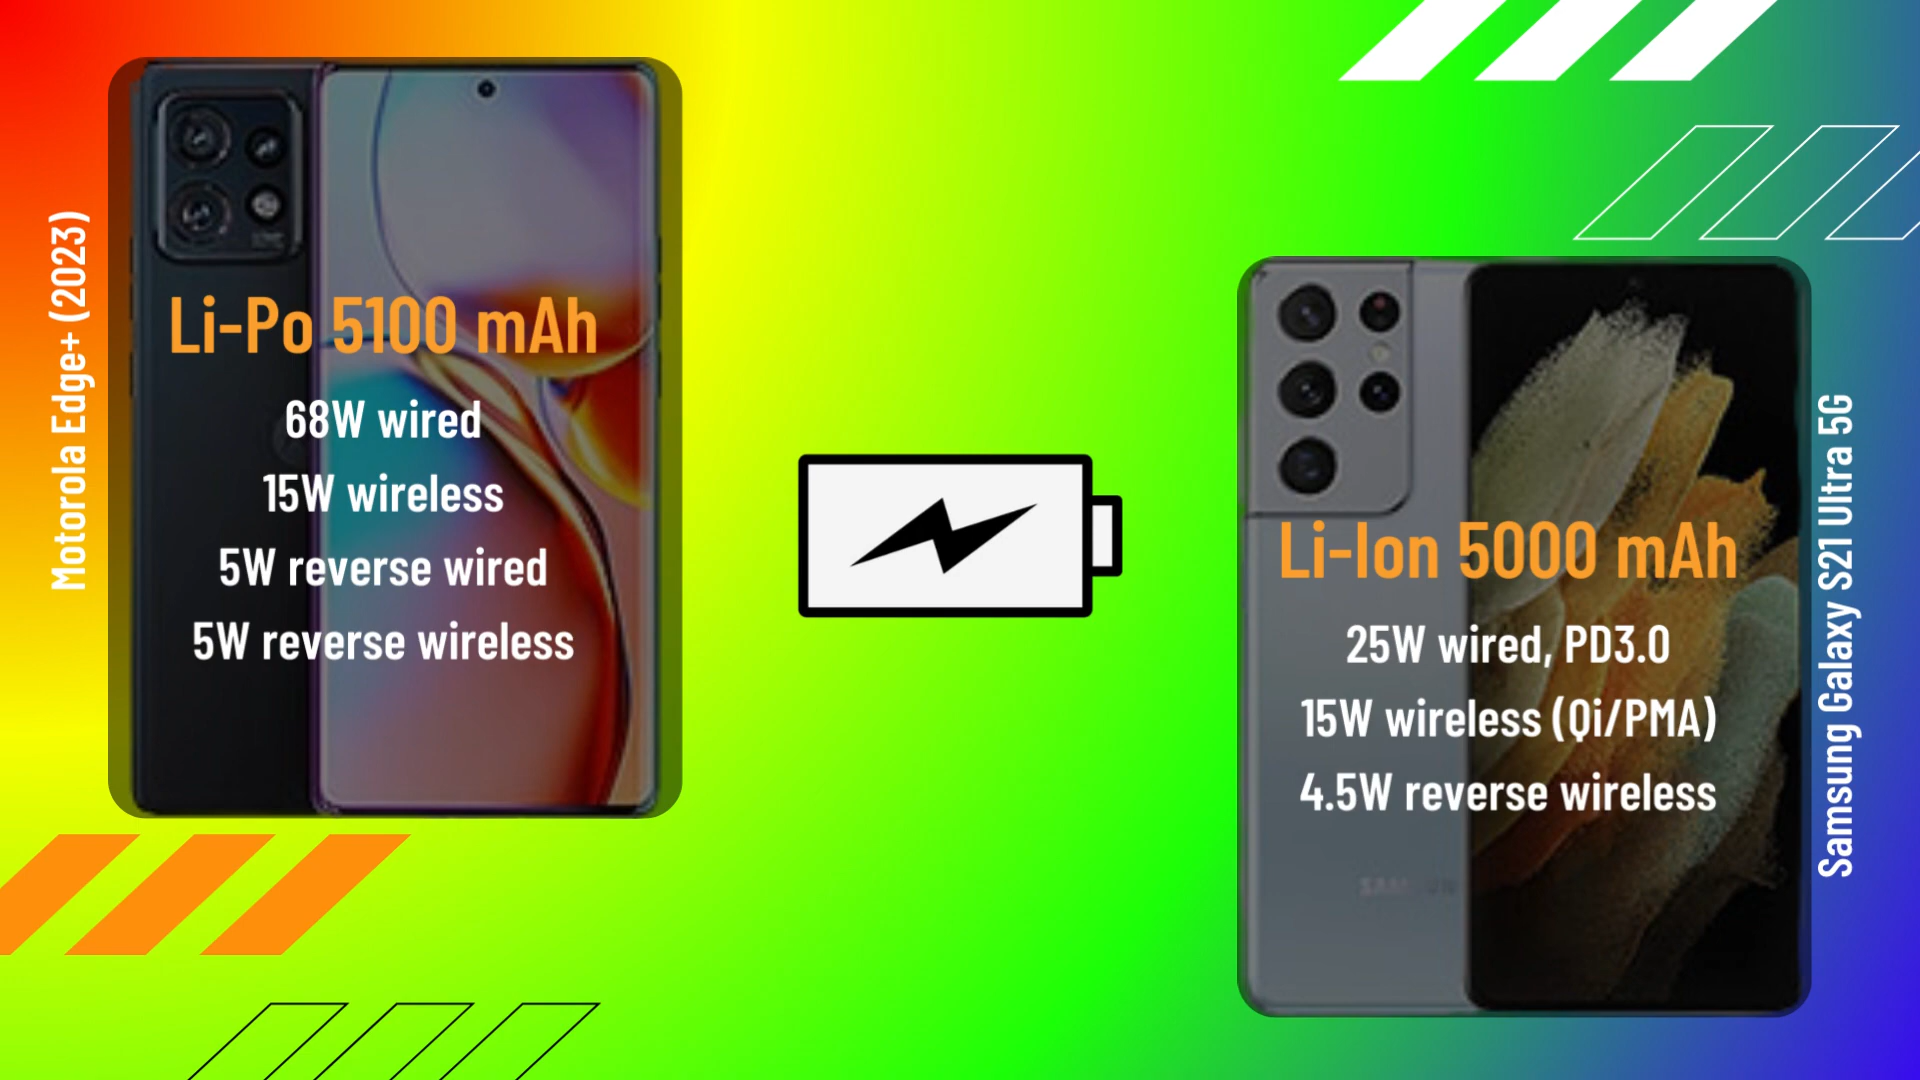 Motorola Edge+ (2023)
Li-Po 5100 mAh
68W wired
15W wireless
5W reverse wired
5W reverse wireless
Li-Ion 5000 mAh
25W wired, PD3.0
15W wireless (Qi/PMA)
4.5W reverse wireless
Samsung Galaxy S21 Ultra 5G